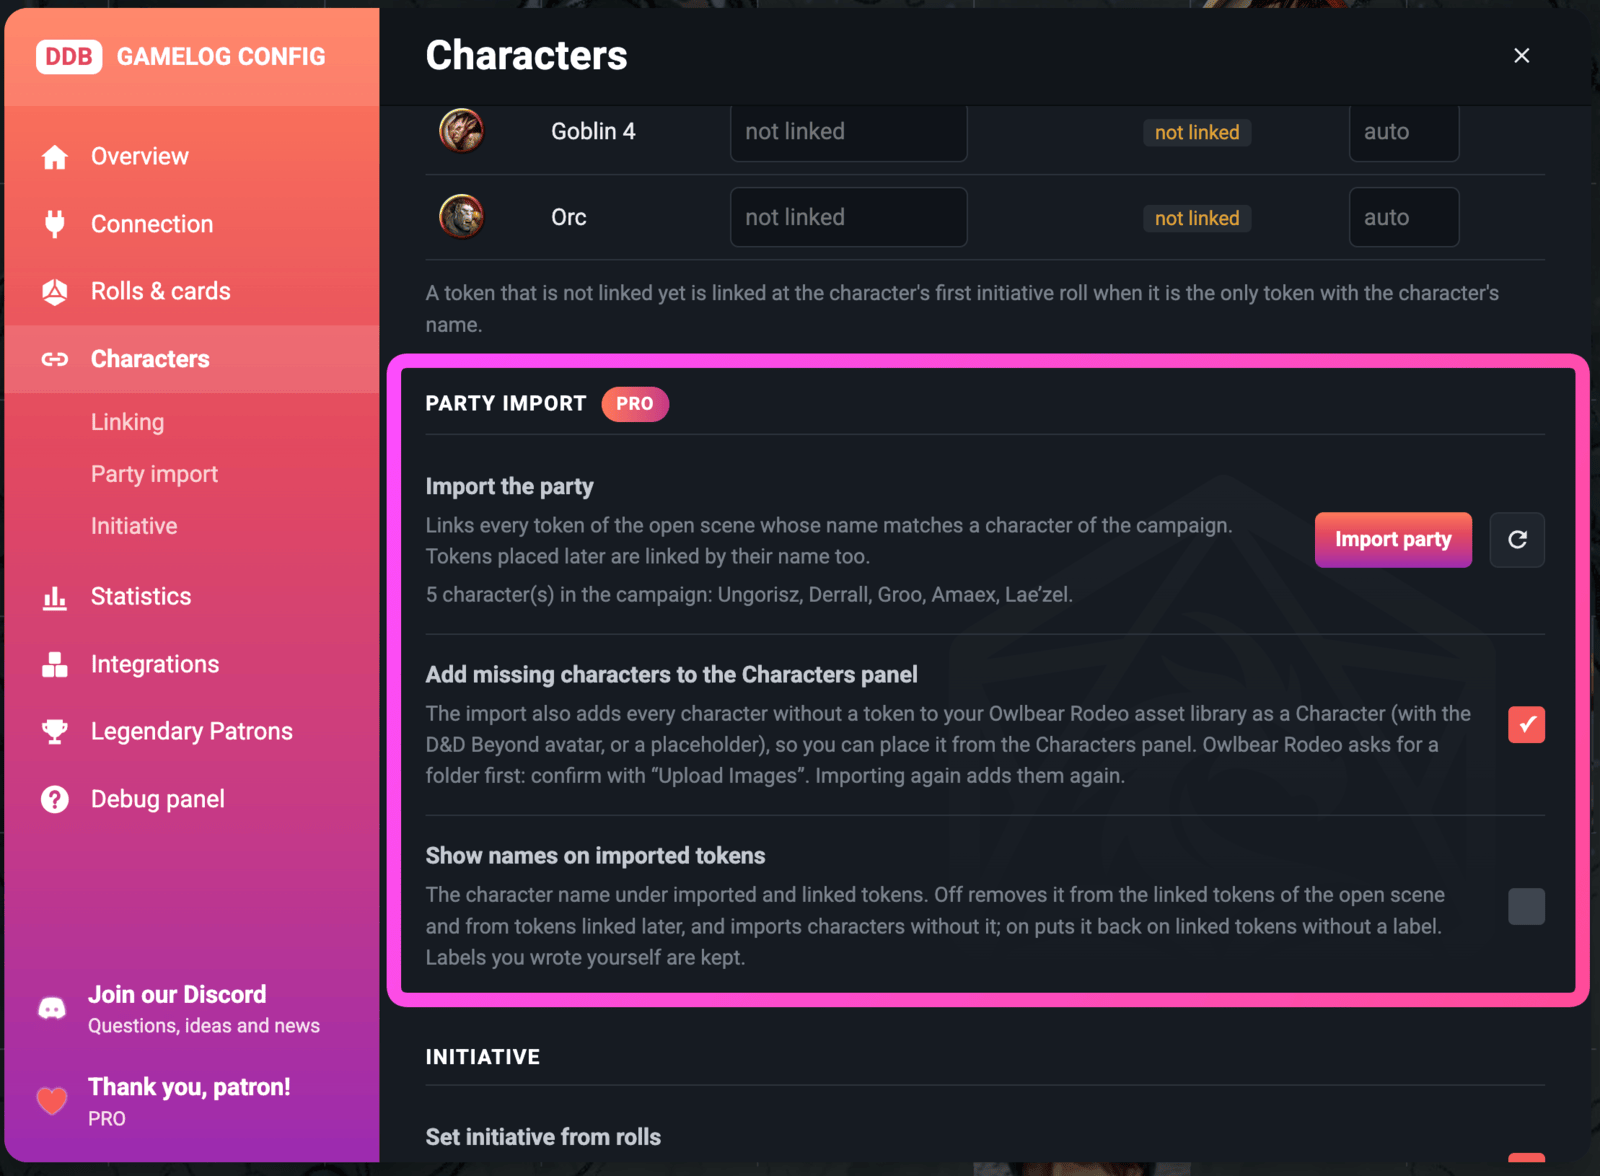 DDB GAMELOG CONFIG
Overview
Connection
Rolls & cards
Characters
Linking
Party import
Initiative
Statistics
Integrations
Legendary Patrons
Debug panel
Join our Discord
Questions, ideas and news
Thank you, patron!
PRO
Characters
Goblin 4 not linked not linked auto
Orc not linked not linked auto
A token that is not linked yet is linked at the character's first initiative roll when it is the only token with the character's
name.
PARTY IMPORT PRO
Import the party
Links every token of the open scene whose name matches a character of the campaign.
Tokens placed later are linked by their name too.
5 character(s) in the campaign: Ungorisz, Derrall, Groo, Amaex, Lae’zel.
Import party
Add missing characters to the Characters panel
The import also adds every character without a token to your Owlbear Rodeo asset library as a Character (with the
D&D Beyond avatar, or a placeholder), so you can place it from the Characters panel. Owlbear Rodeo asks for a
folder first: confirm with “Upload Images”. Importing again adds them again.
Show names on imported tokens
The character name under imported and linked tokens. Off removes it from the linked tokens of the open scene
and from tokens linked later, and imports characters without it; on puts it back on linked tokens without a label.
Labels you wrote yourself are kept.
INITIATIVE
Set initiative from rolls